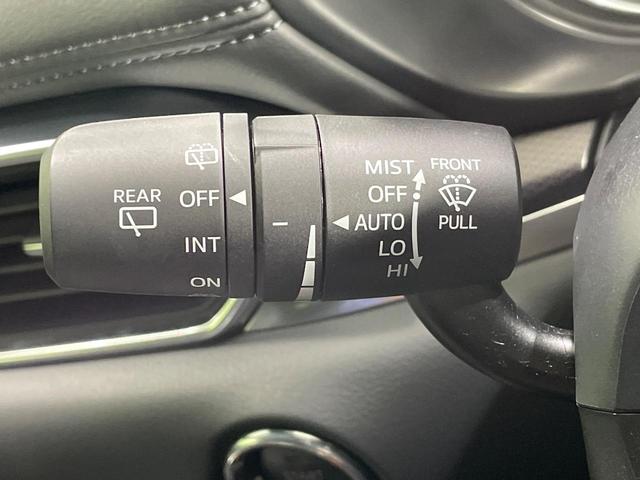 REAR
OFF
INT
ON
–
MIST
OFF
AUTO
LO
HI
FRONT
PULL